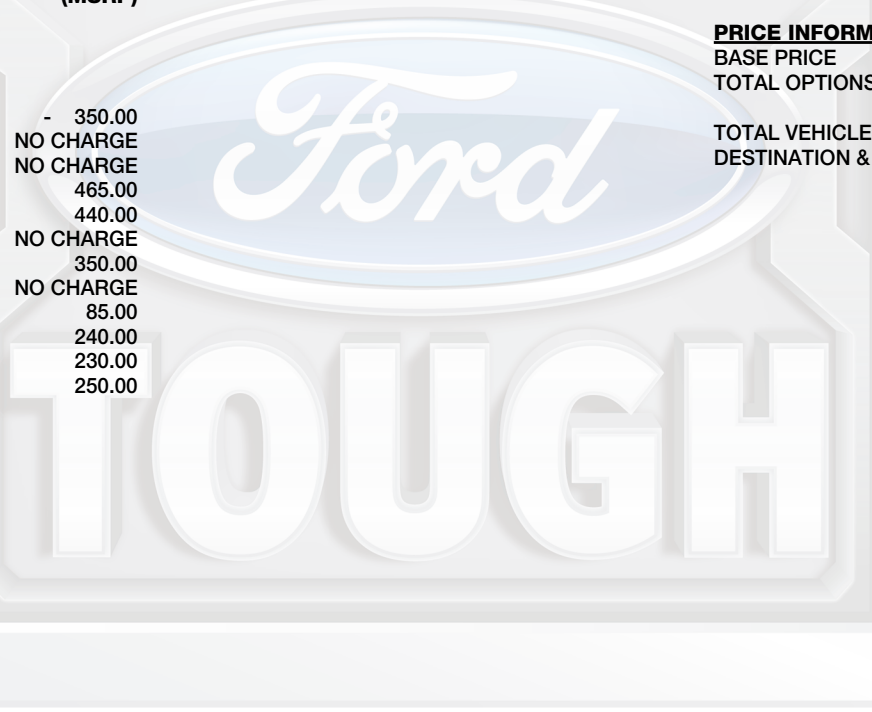 (MSRP)
- 350.00
NO CHARGE
NO CHARGE
465.00
440.00
NO CHARGE
350.00
NO CHARGE
85.00
240.00
230.00
250.00
PRICE INFORM
BASE PRICE
TOTAL OPTIONS
TOTAL VEHICLE
DESTINATION &
Ford
TOUGH